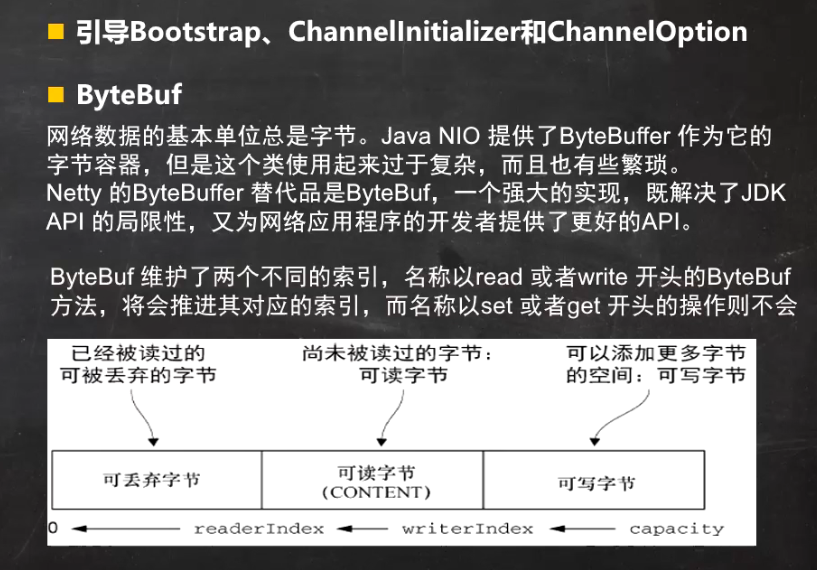 引导Bootstrap、ChannelInitializer和ChannelOption
ByteBuf
网络数据的基本单位总是字节。Java NIO 提供了ByteBuffer 作为它的
字节容器，但是这个类使用起来过于复杂，而且也有些繁琐。
Netty 的ByteBuffer 替代品是ByteBuf，一个强大的实现，既解决了JDK
API 的局限性，又为网络应用程序的开发者提供了更好的API。
ByteBuf 维护了两个不同的索引，名称以read 或者write 开头的ByteBuf
方法，将会推进其对应的索引，而名称以set 或者get 开头的操作则不会
已经被读过的
可被丢弃的字节
尚未被读过的字节：
可读字节
可以添加更多字节
的空间：可写字节
可丢弃字节
可读字节
(CONTENT)
可写字节
0
readerIndex
writerIndex
capacity